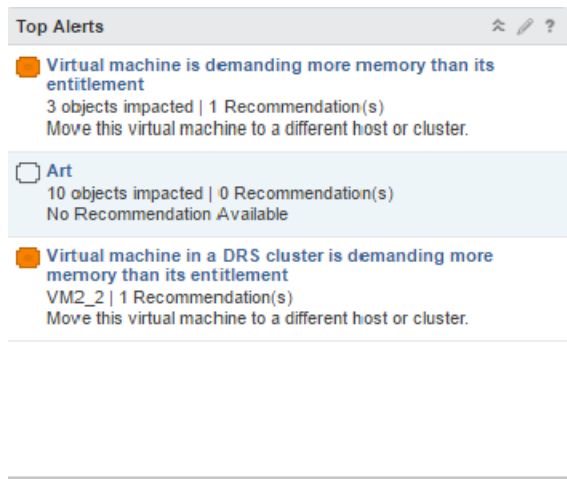 Top Alerts ?
Virtual machine is demanding more memory than its
entitlement
3 objects impacted | 1 Recommendation(s)
Move this virtual machine to a different host or cluster.
Art
10 objects impacted | 0 Recommendation(s)
No Recommendation Available
Virtual machine in a DRS cluster is demanding more
memory than its entitlement
VM2_2 | 1 Recommendation(s)
Move this virtual machine to a different host or cluster.